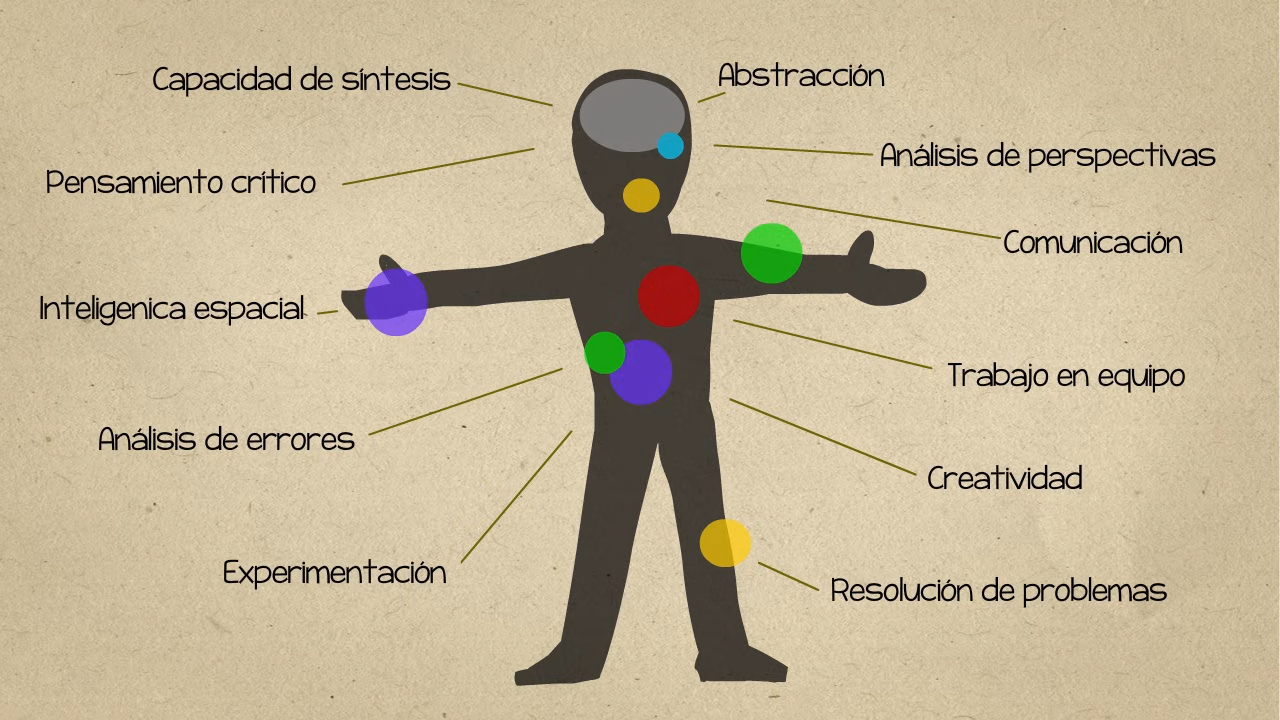 Capacidad de síntesis
Abstracción
Análisis de perspectivas
Pensamiento crítico
Comunicación
Inteligenica espacial
Trabajo en equipo
Análisis de errores
Creatividad
Experimentación
Resolución de problemas